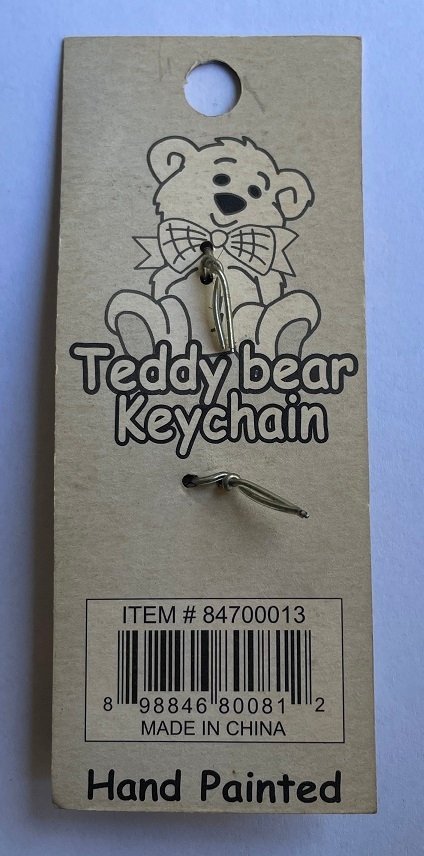 Teddy bear
Keychain
ITEM # 84700013
8 98846 80081 2
MADE IN CHINA
Hand Painted